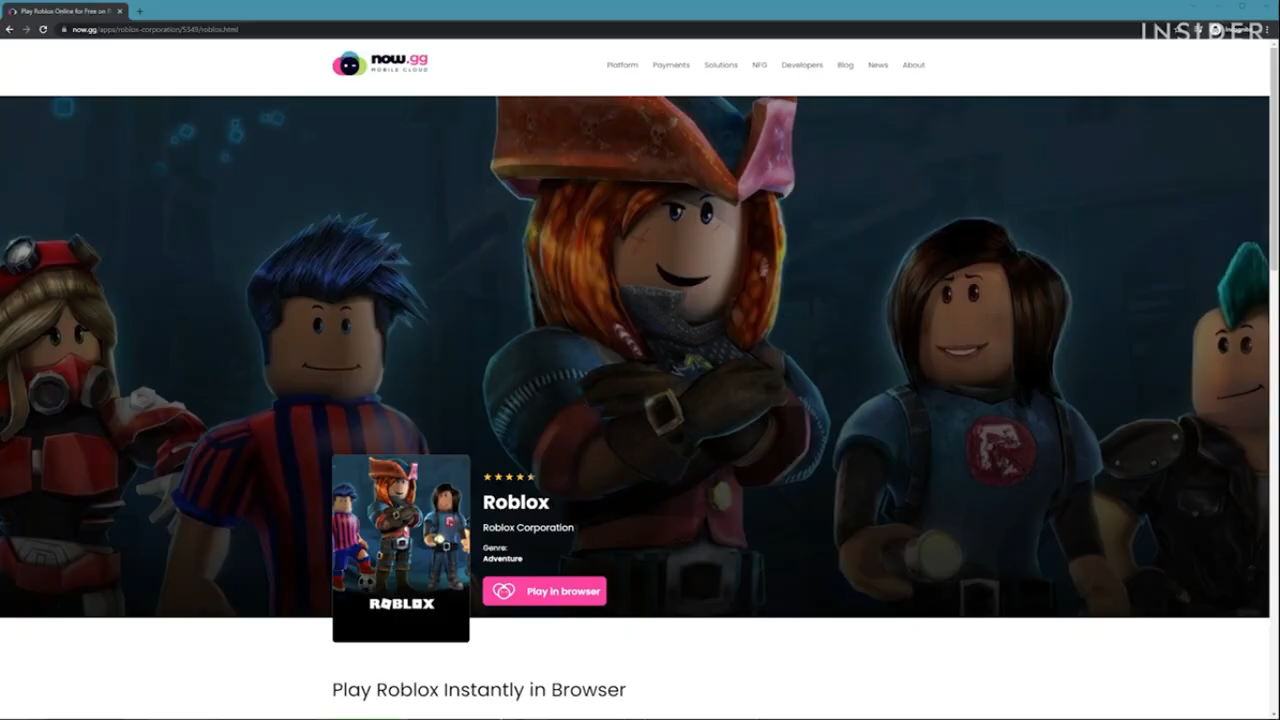 Play Roblox Online for Free on
INSIDER
now.gg/apps/roblox-corporation/5349/roblox.html
now.gg
MOBILE CLOUD
Platform Payments Solutions NFG Developers Blog News About
Roblox
Roblox Corporation
Genre:
Adventure
Play in browser
ROBLOX
Play Roblox Instantly in Browser